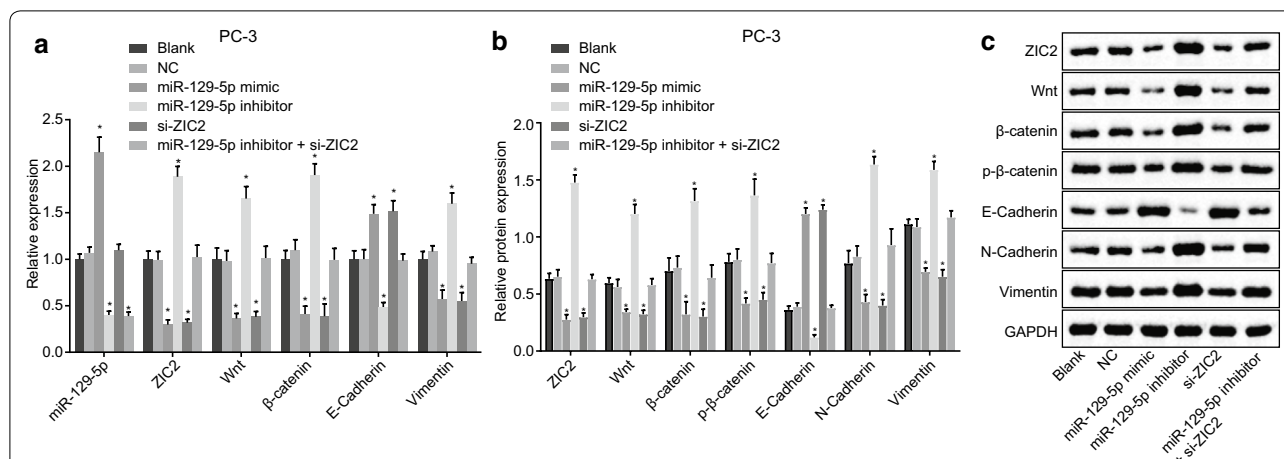 a
PC-3
Blank
NC
miR-129-5p mimic
miR-129-5p inhibitor
si-ZIC2
miR-129-5p inhibitor + si-ZIC2
Relative expression
2.5
2.0
1.5
1.0
0.5
0.0
miR-129-5p
ZIC2
Wnt
β-catenin
E-Cadherin
Vimentin
b
PC-3
Blank
NC
miR-129-5p mimic
miR-129-5p inhibitor
si-ZIC2
miR-129-5p inhibitor + si-ZIC2
Relative protein expression
2.0
1.5
1.0
0.5
0.0
ZIC2
Wnt
β-catenin
p-β-catenin
E-Cadherin
N-Cadherin
Vimentin
c
ZIC2
Wnt
β-catenin
p-β-catenin
E-Cadherin
N-Cadherin
Vimentin
GAPDH
Blank
NC
miR-129-5p mimic
miR-129-5p inhibitor
si-ZIC2
miR-129-5p inhibitor
+ si-ZIC2